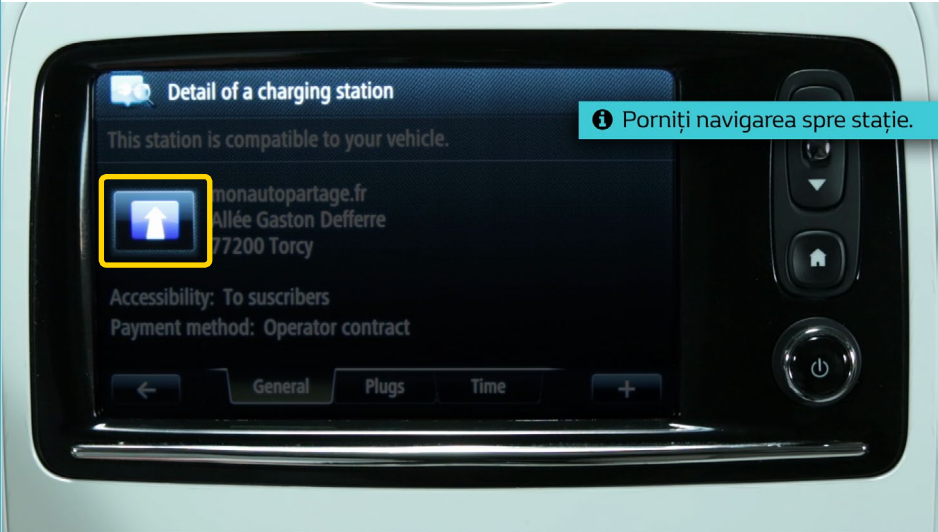 Detail of a charging station
Porniți navigarea spre stație.
This station is compatible to your vehicle.
monautopartage.fr
Allée Gaston Defferre
77200 Torcy
Accessibility: To suscribers
Payment method: Operator contract
General Plugs Time